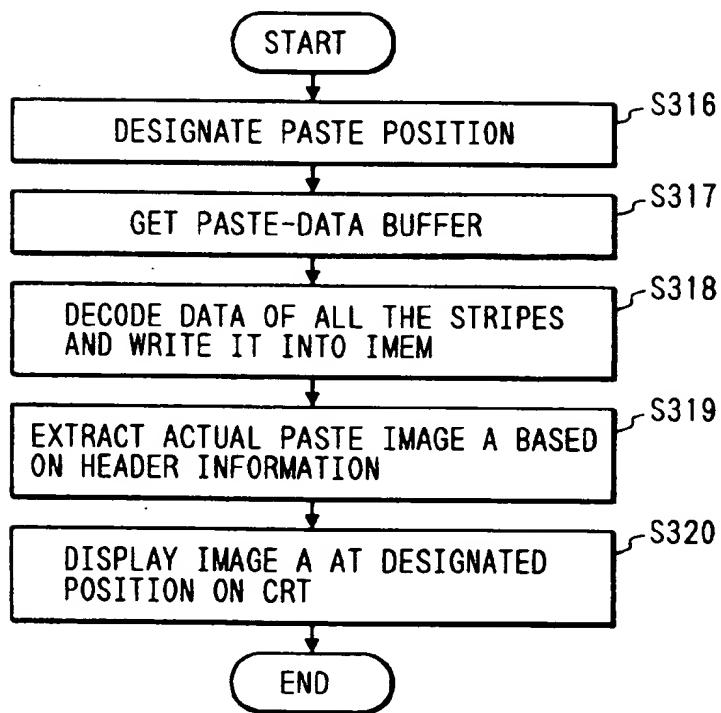 START
S316
DESIGNATE PASTE POSITION
S317
GET PASTE-DATA BUFFER
S318
DECODE DATA OF ALL THE STRIPES
AND WRITE IT INTO IMEM
S319
EXTRACT ACTUAL PASTE IMAGE A BASED
ON HEADER INFORMATION
S320
DISPLAY IMAGE A AT DESIGNATED
POSITION ON CRT
END